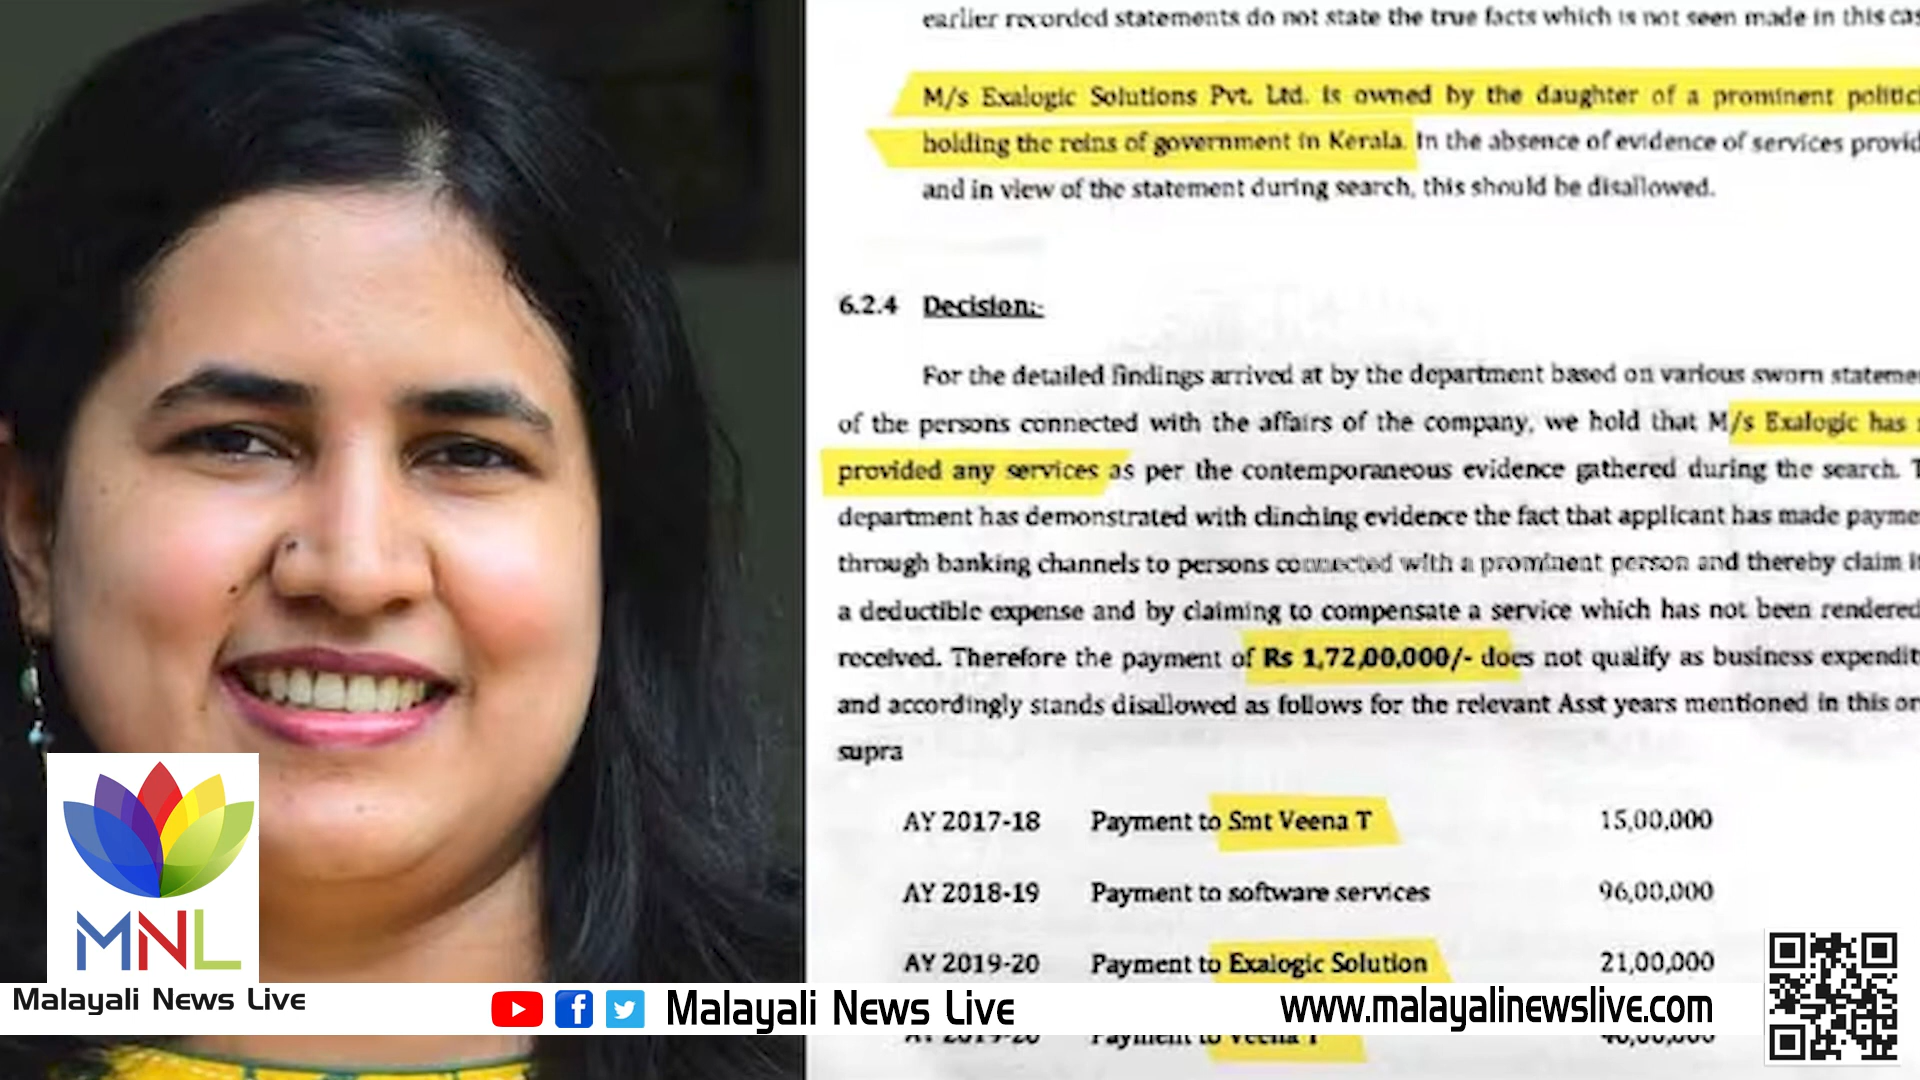 earlier recorded statements do not state the true facts which is not seen made in this
M/s Exalogic Solutions Pvt. Ltd. is owned by the daughter of a prominent
holding the reins of government in Kerala. In the absence of evidence of services
and in view of the statement during search, this should be disallowed.
6.2.4 Decision:-
For the detailed findings arrived at by the department based on various sworn
of the persons connected with the affairs of the company, we hold that M/s Exalogic has
provided any services as per the contemporaneous evidence gathered during the search.
department has demonstrated with clinching evidence the fact that applicant has made
through banking channels to persons connected with a prominent person and thereby claim
a deductible expense and by claiming to compensate a service which has not been rendered
received. Therefore the payment of Rs 1,72,00,000/- does not qualify as business
and accordingly stands disallowed as follows for the relevant Asst years mentioned in this
supra
AY 2017-18 Payment to Smt Veena T 15,00,000
AY 2018-19 Payment to software services 96,00,000
AY 2019-20 Payment to Exalogic Solution 21,00,000
AY 2019-20 Payment to Veena T 40,00,000
MNL
Malayali News Live
Malayali News Live
www.malayalinewslive.com